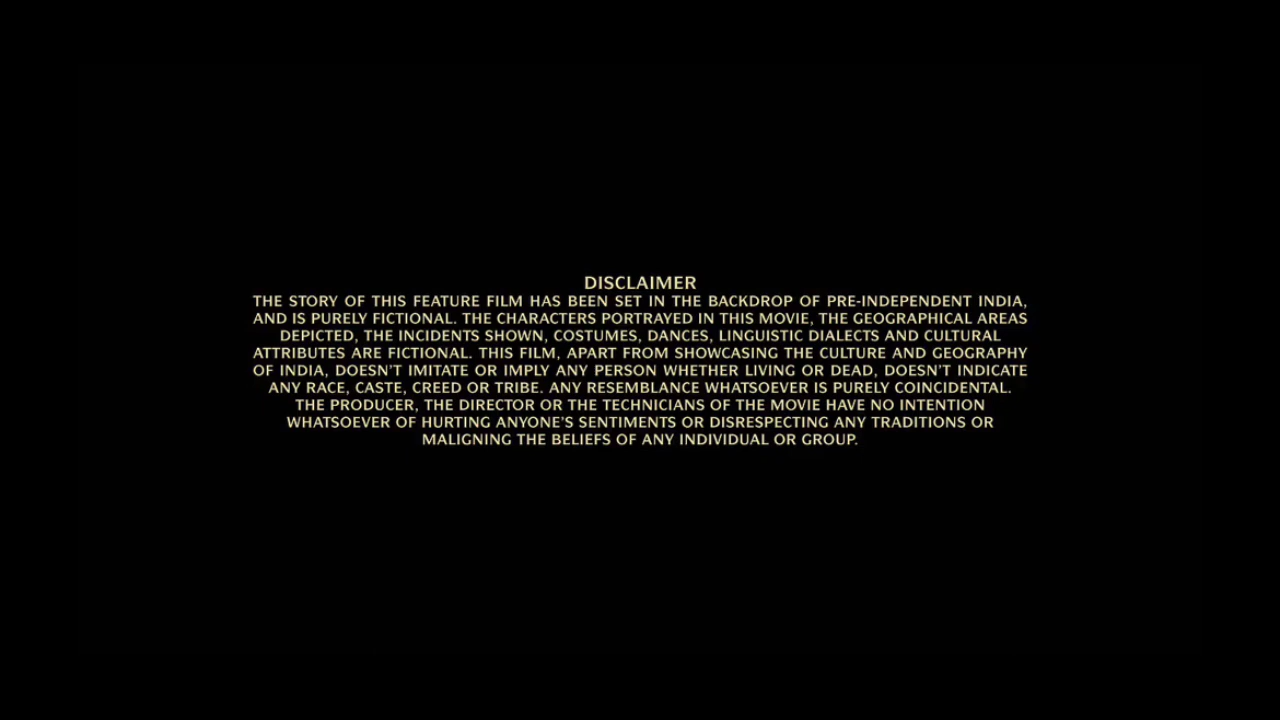 DISCLAIMER
THE STORY OF THIS FEATURE FILM HAS BEEN SET IN THE BACKDROP OF PRE-INDEPENDENT INDIA,
AND IS PURELY FICTIONAL. THE CHARACTERS PORTRAYED IN THIS MOVIE, THE GEOGRAPHICAL AREAS
DEPICTED, THE INCIDENTS SHOWN, COSTUMES, DANCES, LINGUISTIC DIALECTS AND CULTURAL
ATTRIBUTES ARE FICTIONAL. THIS FILM, APART FROM SHOWCASING THE CULTURE AND GEOGRAPHY
OF INDIA, DOESN'T IMITATE OR IMPLY ANY PERSON WHETHER LIVING OR DEAD, DOESN'T INDICATE
ANY RACE, CASTE, CREED OR TRIBE. ANY RESEMBLANCE WHATSOEVER IS PURELY COINCIDENTAL.
THE PRODUCER, THE DIRECTOR OR THE TECHNICIANS OF THE MOVIE HAVE NO INTENTION
WHATSOEVER OF HURTING ANYONE'S SENTIMENTS OR DISRESPECTING ANY TRADITIONS OR
MALIGNING THE BELIEFS OF ANY INDIVIDUAL OR GROUP.